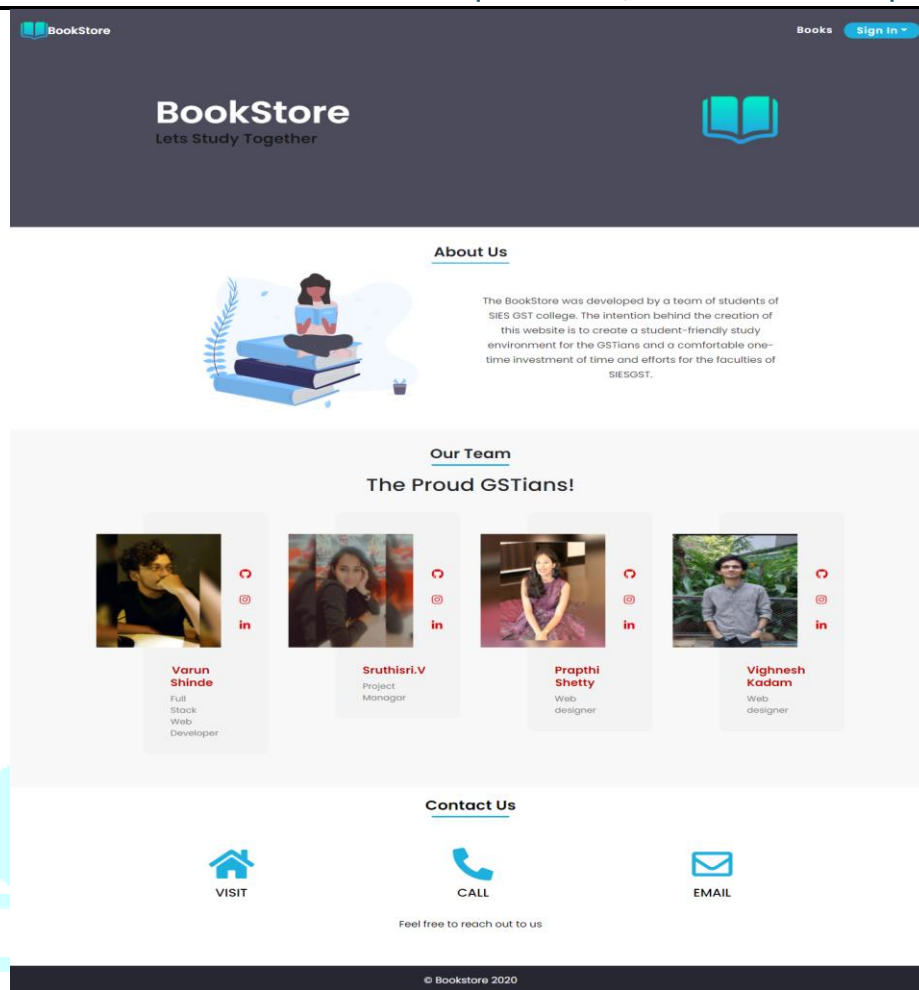 BookStore
Books Sign In
BookStore
Lets Study Together
About Us
The BookStore was developed by a team of students of
SIES GST college. The intention behind the creation of
this website is to create a student-friendly study
environment for the GSTians and a comfortable one-
time investment of time and efforts for the faculties of
SIESGST.
Our Team
The Proud GSTians!
in
in
in
in
Varun
Shinde
Full
Stack
Web
Developer
Sruthisri.V
Project
Managar
Prapthi
Shetty
Web
designer
Vighnesh
Kadam
Web
designer
Contact Us
VISIT
CALL
EMAIL
Feel free to reach out to us
© Bookstore 2020